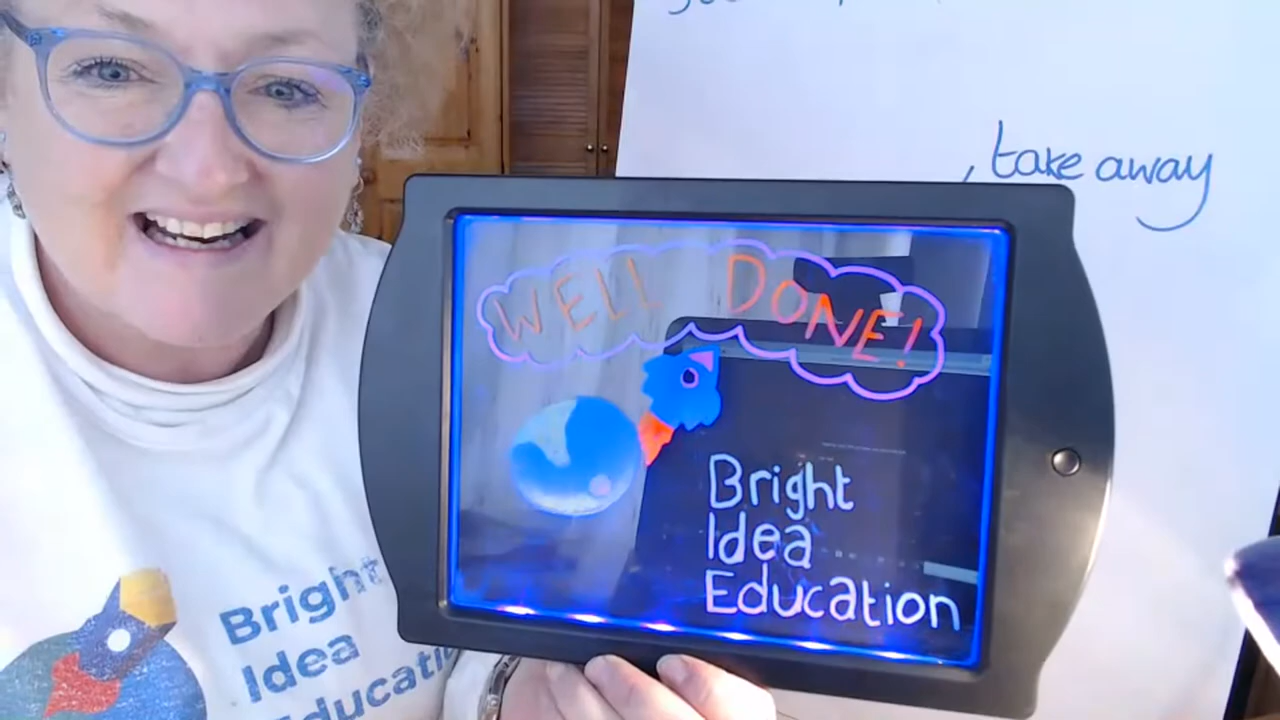 , take away
WELL DONE!
Bright
Idea
Education
Bright
Idea
Educati